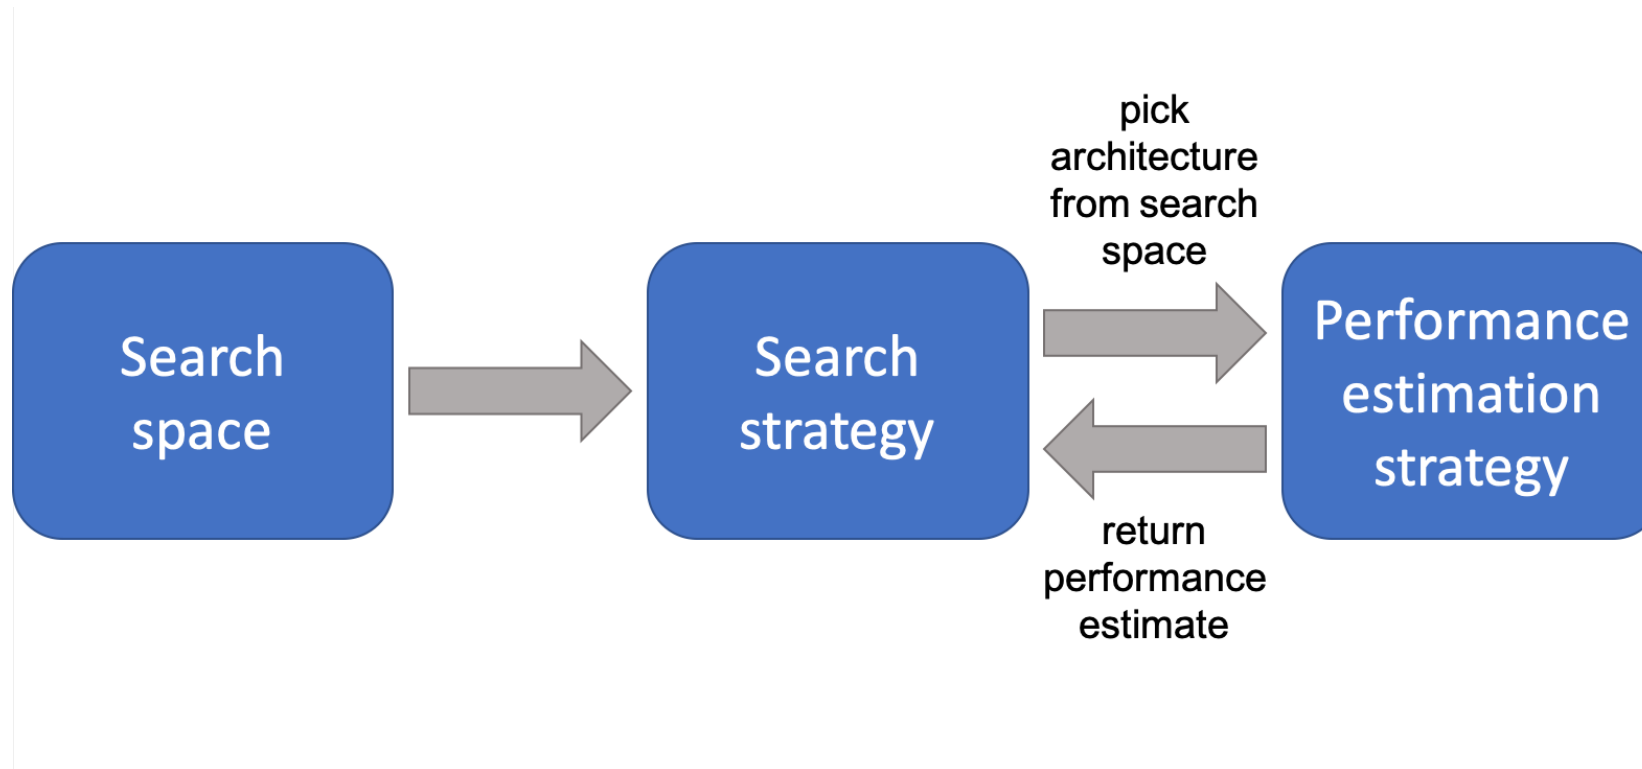 Search
space
Search
strategy
pick
architecture
from search
space
return
performance
estimate
Performance
estimation
strategy